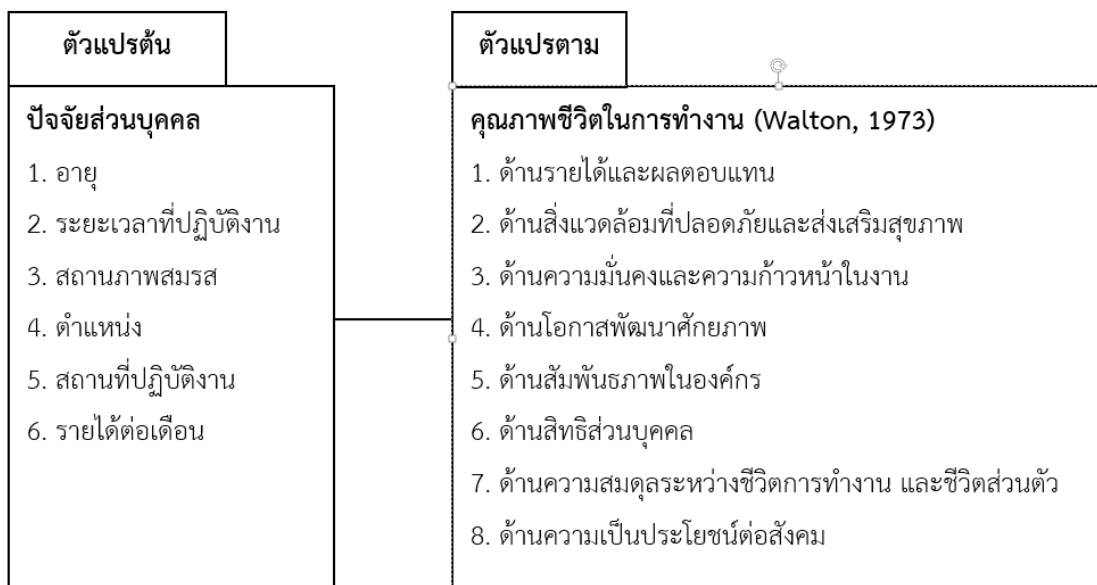 ตัวแปรต้น
ปัจจัยส่วนบุคคล
1. อายุ
2. ระยะเวลาที่ปฏิบัติงาน
3. สถานภาพสมรส
4. ตำแหน่ง
5. สถานที่ปฏิบัติงาน
6. รายได้ต่อเดือน
ตัวแปรตาม
คุณภาพชีวิตในการทำงาน (Walton, 1973)
1. ด้านรายได้และผลตอบแทน
2. ด้านสิ่งแวดล้อมที่ปลอดภัยและส่งเสริมสุขภาพ
3. ด้านความมั่นคงและความก้าวหน้าในงาน
4. ด้านโอกาสพัฒนาศักยภาพ
5. ด้านสัมพันธภาพในองค์กร
6. ด้านสิทธิส่วนบุคคล
7. ด้านความสมดุลระหว่างชีวิตการทำงาน และชีวิตส่วนตัว
8. ด้านความเป็นประโยชน์ต่อสังคม